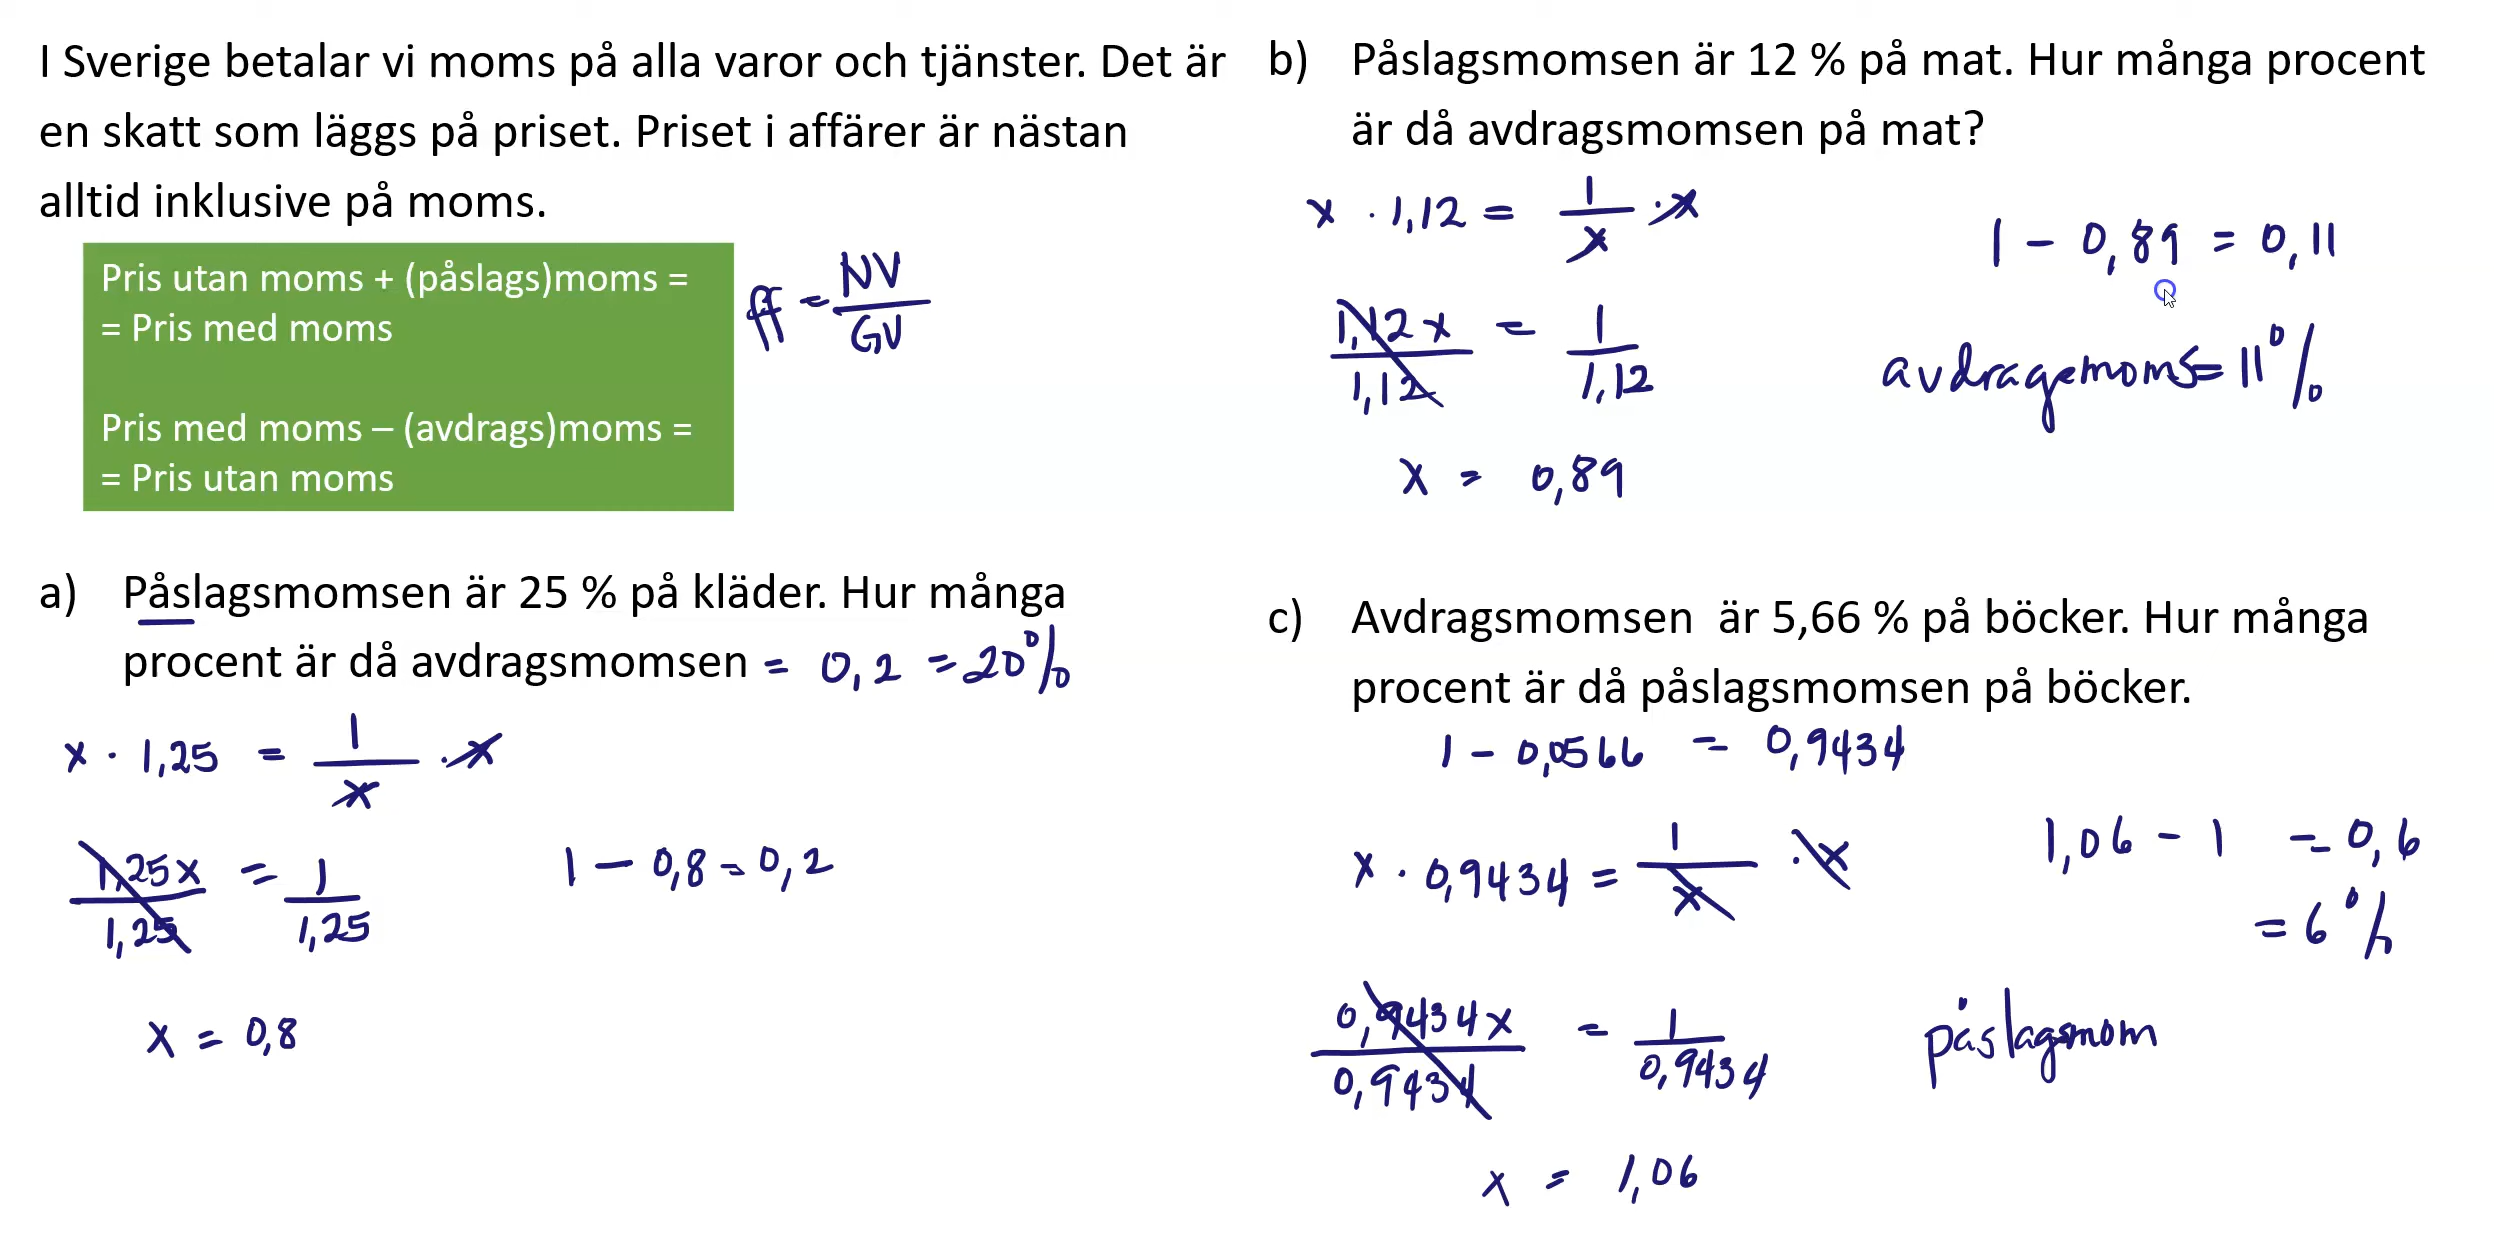 I Sverige betalar vi moms på alla varor och tjänster. Det är
en skatt som läggs på priset. Priset i affärer är nästan
alltid inklusive på moms.
Pris utan moms + (påslags)moms =
= Pris med moms
Pris med moms – (avdrags)moms =
= Pris utan moms
ff = NV/GV
a) Påslagsmomsen är 25 % på kläder. Hur många
procent är då avdragsmomsen = 0,2 = 20%
x · 1,25 = 1/x · x
1,25x/1,25 = 1/1,25
1 - 0,8 = 0,2
x = 0,8
b) Påslagsmomsen är 12 % på mat. Hur många procent
är då avdragsmomsen på mat?
x · 1,12 = 1/x · x
1,12x/1,12 = 1/1,12
x = 0,89
1 - 0,89 = 0,11
avdragsmoms = 11%
c) Avdragsmomsen är 5,66 % på böcker. Hur många
procent är då påslagsmomsen på böcker.
1 - 0,0566 = 0,9434
x · 0,9434 = 1/x · x
0,9434x/0,9434 = 1/0,9434
x = 1,06
1,06 - 1 = 0,6
= 6%
påslagsmom